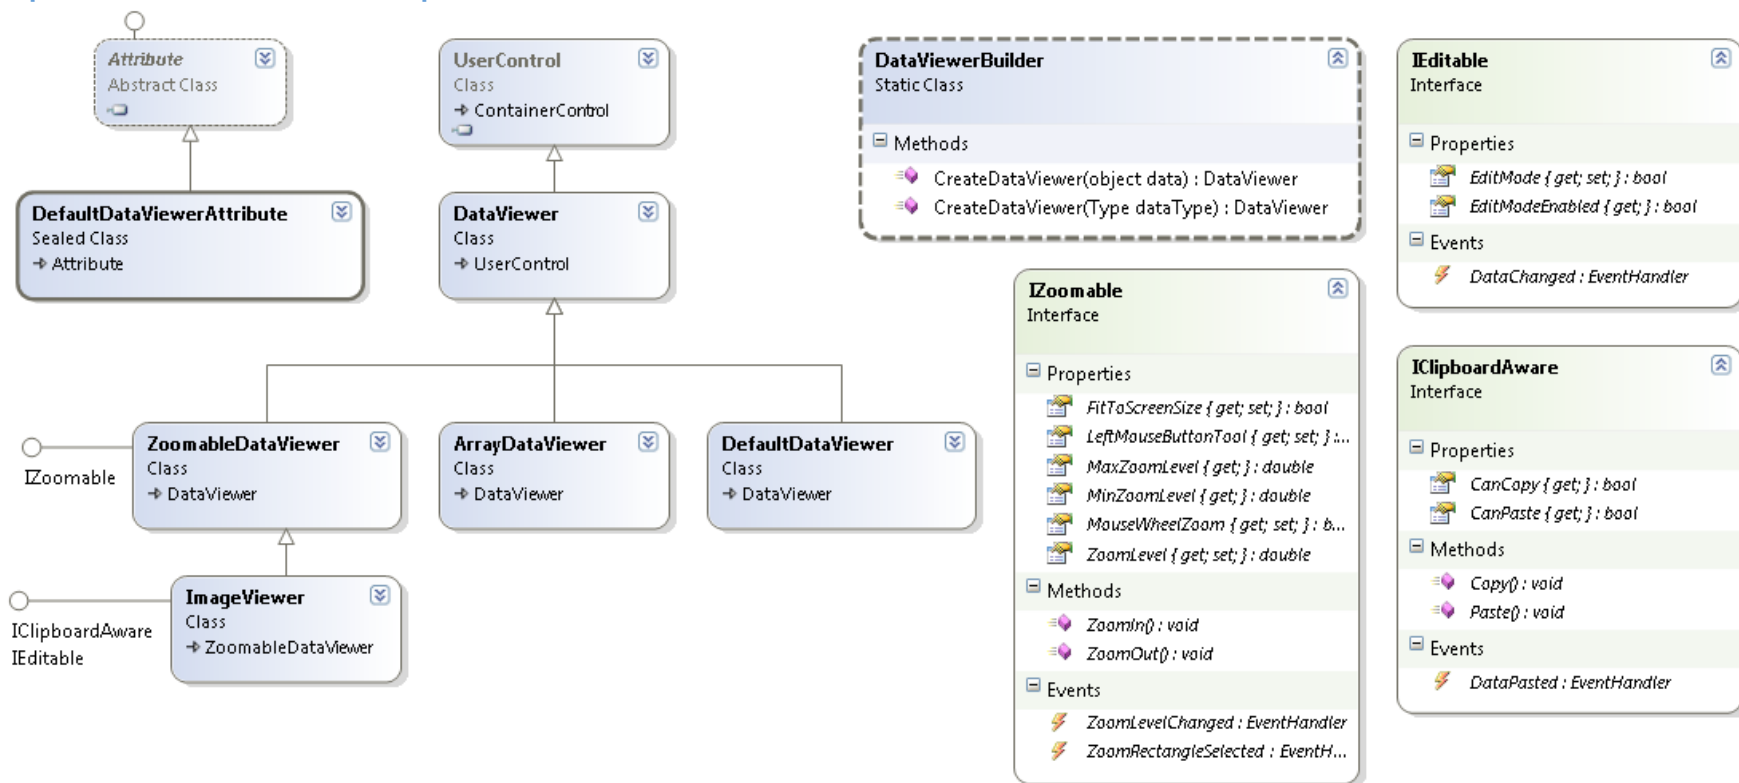 Attribute
Abstract Class
UserControl
Class
ContainerControl
DefaultDataViewerAttribute
Sealed Class
Attribute
DataViewer
Class
UserControl
ZoomableDataViewer
Class
DataViewer
IZoomable
ArrayDataViewer
Class
DataViewer
DefaultDataViewer
Class
DataViewer
ImageViewer
Class
ZoomableDataViewer
IClipboardAware
IEditable
DataViewerBuilder
Static Class
Methods
CreateDataViewer(object data) : DataViewer
CreateDataViewer(Type dataType) : DataViewer
IZoomable
Interface
Properties
FitToScreenSize { get; set; } : bool
LeftMouseButtonTool { get; set; } :...
MaxZoomLevel { get; } : double
MinZoomLevel { get; } : double
MouseWheelZoom { get; set; } : b...
ZoomLevel { get; set; } : double
Methods
ZoomIn() : void
ZoomOut() : void
Events
ZoomLevelChanged : EventHandler
ZoomRectangleSelected : EventH...
IEditable
Interface
Properties
EditMode { get; set; } : bool
EditModeEnabled { get; } : bool
Events
DataChanged : EventHandler
IClipboardAware
Interface
Properties
CanCopy { get; } : bool
CanPaste { get; } : bool
Methods
Copy() : void
Paste() : void
Events
DataPasted : EventHandler